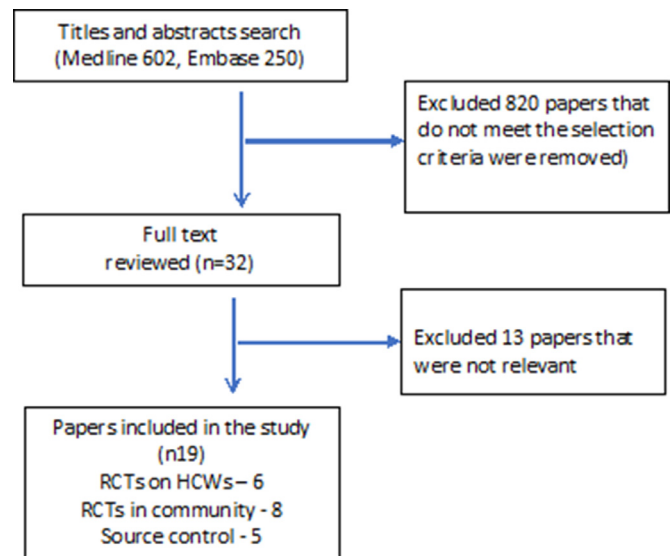 Titles and abstracts search
(Medline 602, Embase 250)
Excluded 820 papers that
do not meet the selection
criteria were removed)
Full text
reviewed (n=32)
Excluded 13 papers that
were not relevant
Papers included in the study
(n19)
RCTs on HCWs – 6
RCTs in community - 8
Source control - 5